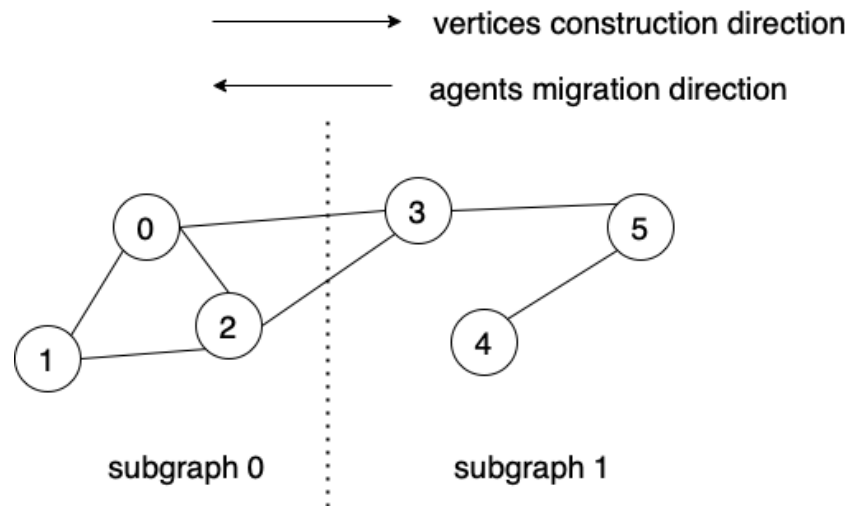 vertices construction direction
agents migration direction
0
3
5
2
4
1
subgraph 0
subgraph 1